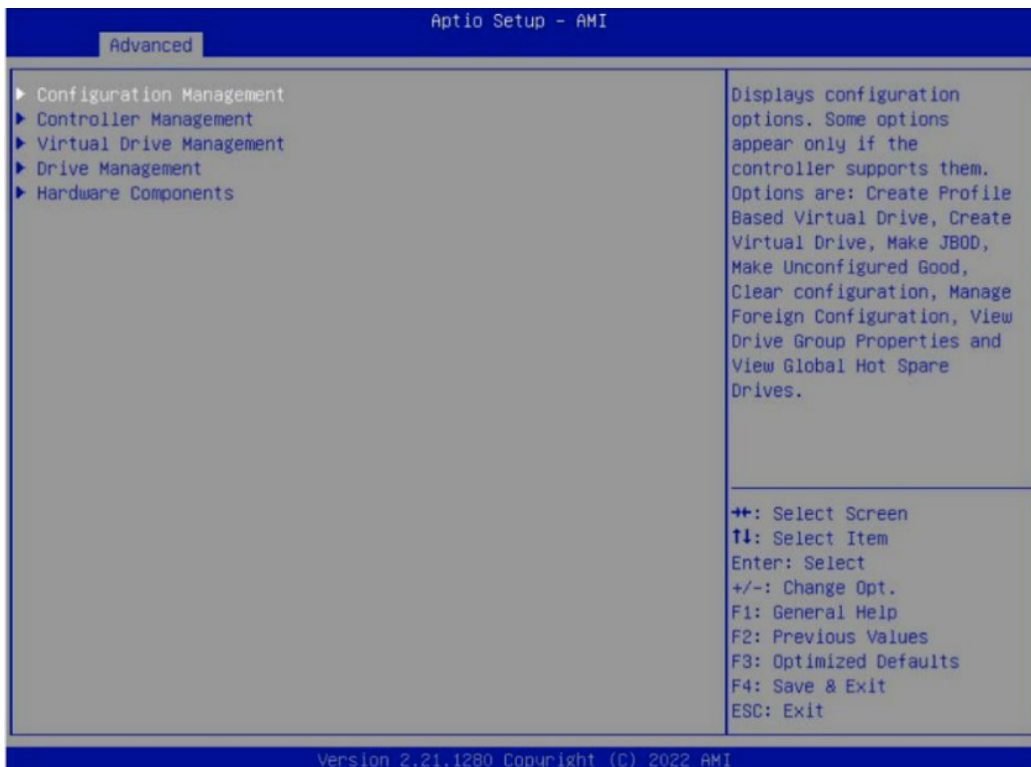 Aptio Setup - AMI
Advanced
Configuration Management
Controller Management
Virtual Drive Management
Drive Management
Hardware Components
Displays configuration
options. Some options
appear only if the
controller supports them.
Options are: Create Profile
Based Virtual Drive, Create
Virtual Drive, Make JBOD,
Make Unconfigured Good,
Clear configuration, Manage
Foreign Configuration, View
Drive Group Properties and
View Global Hot Spare
Drives.
→←: Select Screen
↑↓: Select Item
Enter: Select
+/-: Change Opt.
F1: General Help
F2: Previous Values
F3: Optimized Defaults
F4: Save & Exit
ESC: Exit
Version 2.21.1280 Copyright (C) 2022 AMI